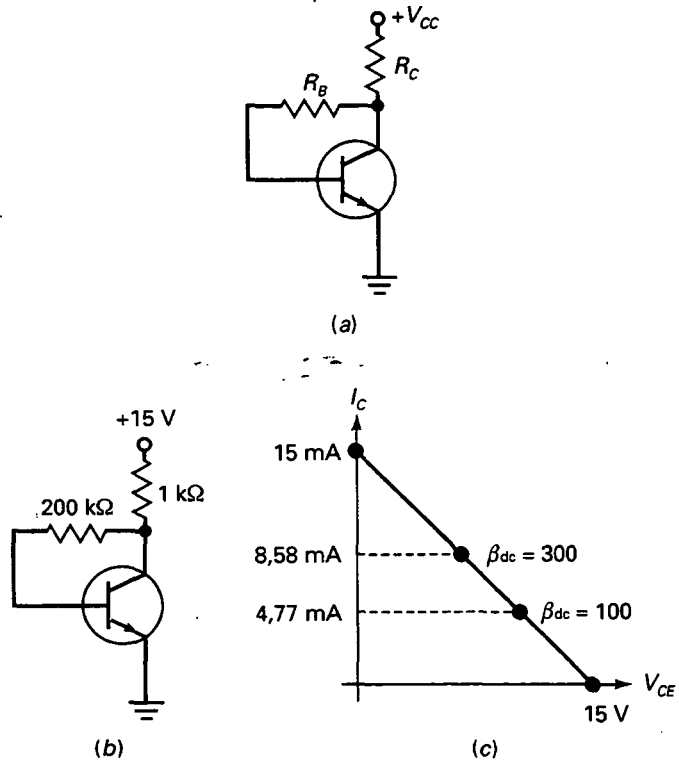 +V_CC
R_C
R_B
(a)
+15 V
1 kΩ
200 kΩ
(b)
I_C
15 mA
8,58 mA
β_dc = 300
4,77 mA
β_dc = 100
V_CE
15 V
(c)